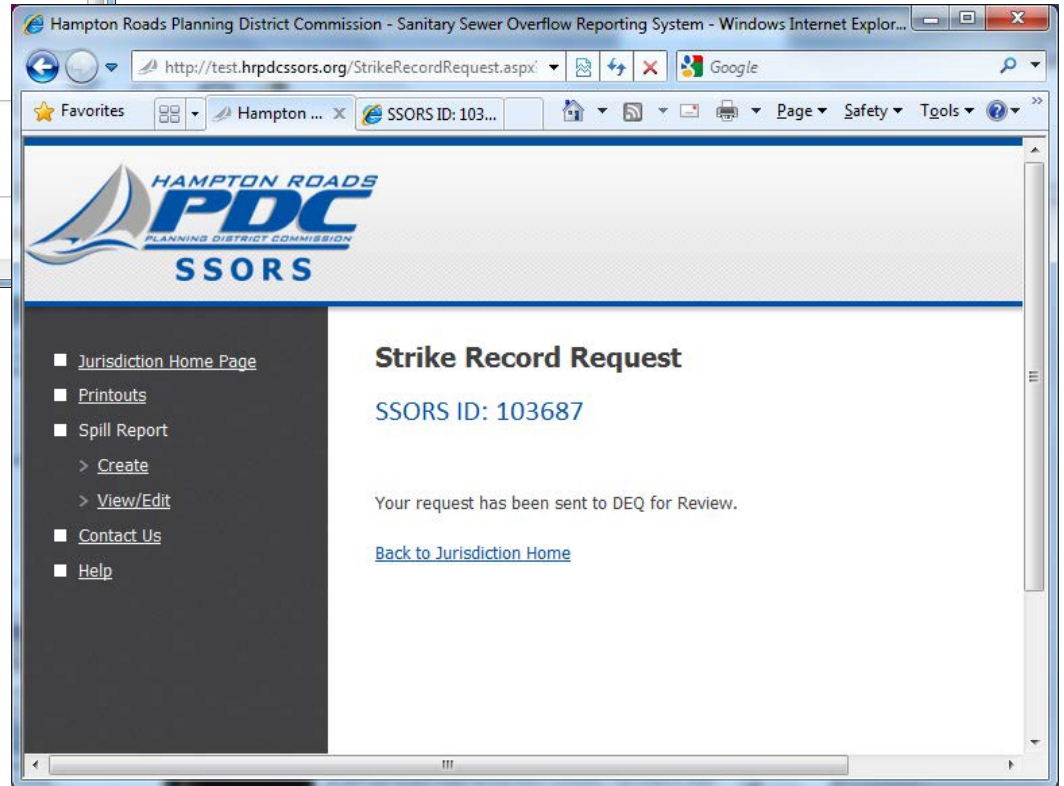 Hampton Roads Planning District Commission - Sanitary Sewer Overflow Reporting System - Windows Internet Explor...
http://test.hrpdcssors.org/StrikeRecordRequest.aspx
Google
Favorites
Hampton ...
SSORS ID: 103...
Page
Safety
Tools
HAMPTON ROADS
PDC
PLANNING DISTRICT COMMISSION
SSORS
Jurisdiction Home Page
Printouts
Spill Report
> Create
> View/Edit
Contact Us
Help
Strike Record Request
SSORS ID: 103687
Your request has been sent to DEQ for Review.
Back to Jurisdiction Home